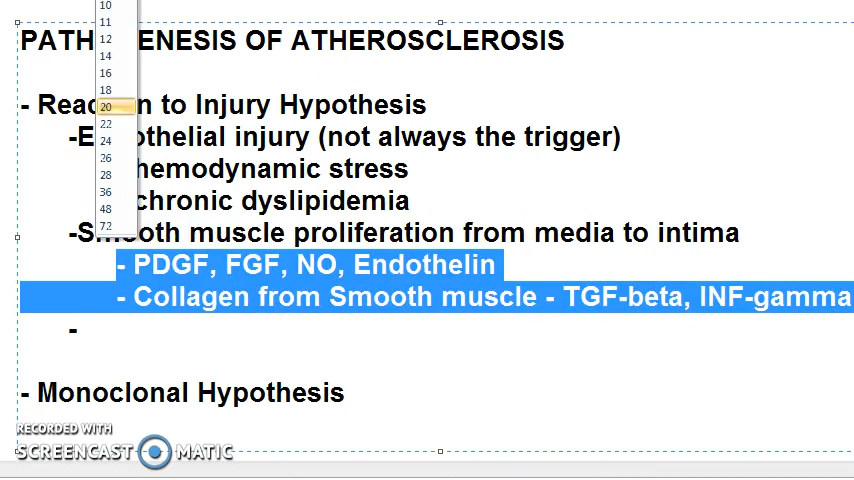 10
11
12
14
16
18
20
22
24
26
28
36
48
72
PATH ENESIS OF ATHEROSCLEROSIS
- Rea n to Injury Hypothesis
-E othelial injury (not always the trigger)
hemodynamic stress
chronic dyslipidemia
-Smooth muscle proliferation from media to intima
- PDGF, FGF, NO, Endothelin
- Collagen from Smooth muscle - TGF-beta, INF-gamma
-
- Monoclonal Hypothesis
RECORDED WITH
SCREENCAST MATIC